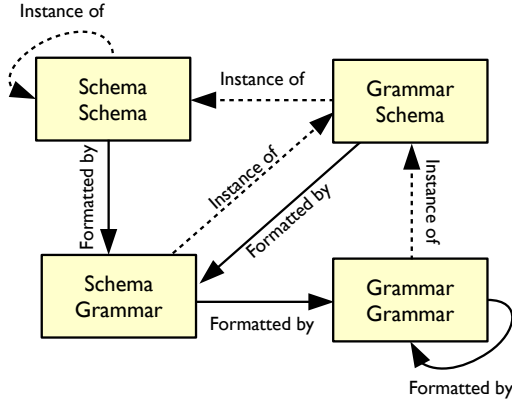 Instance of
Schema
Schema
Instance of
Grammar
Schema
Formatted by
Instance of
Formatted by
Instance of
Schema
Grammar
Formatted by
Grammar
Grammar
Formatted by